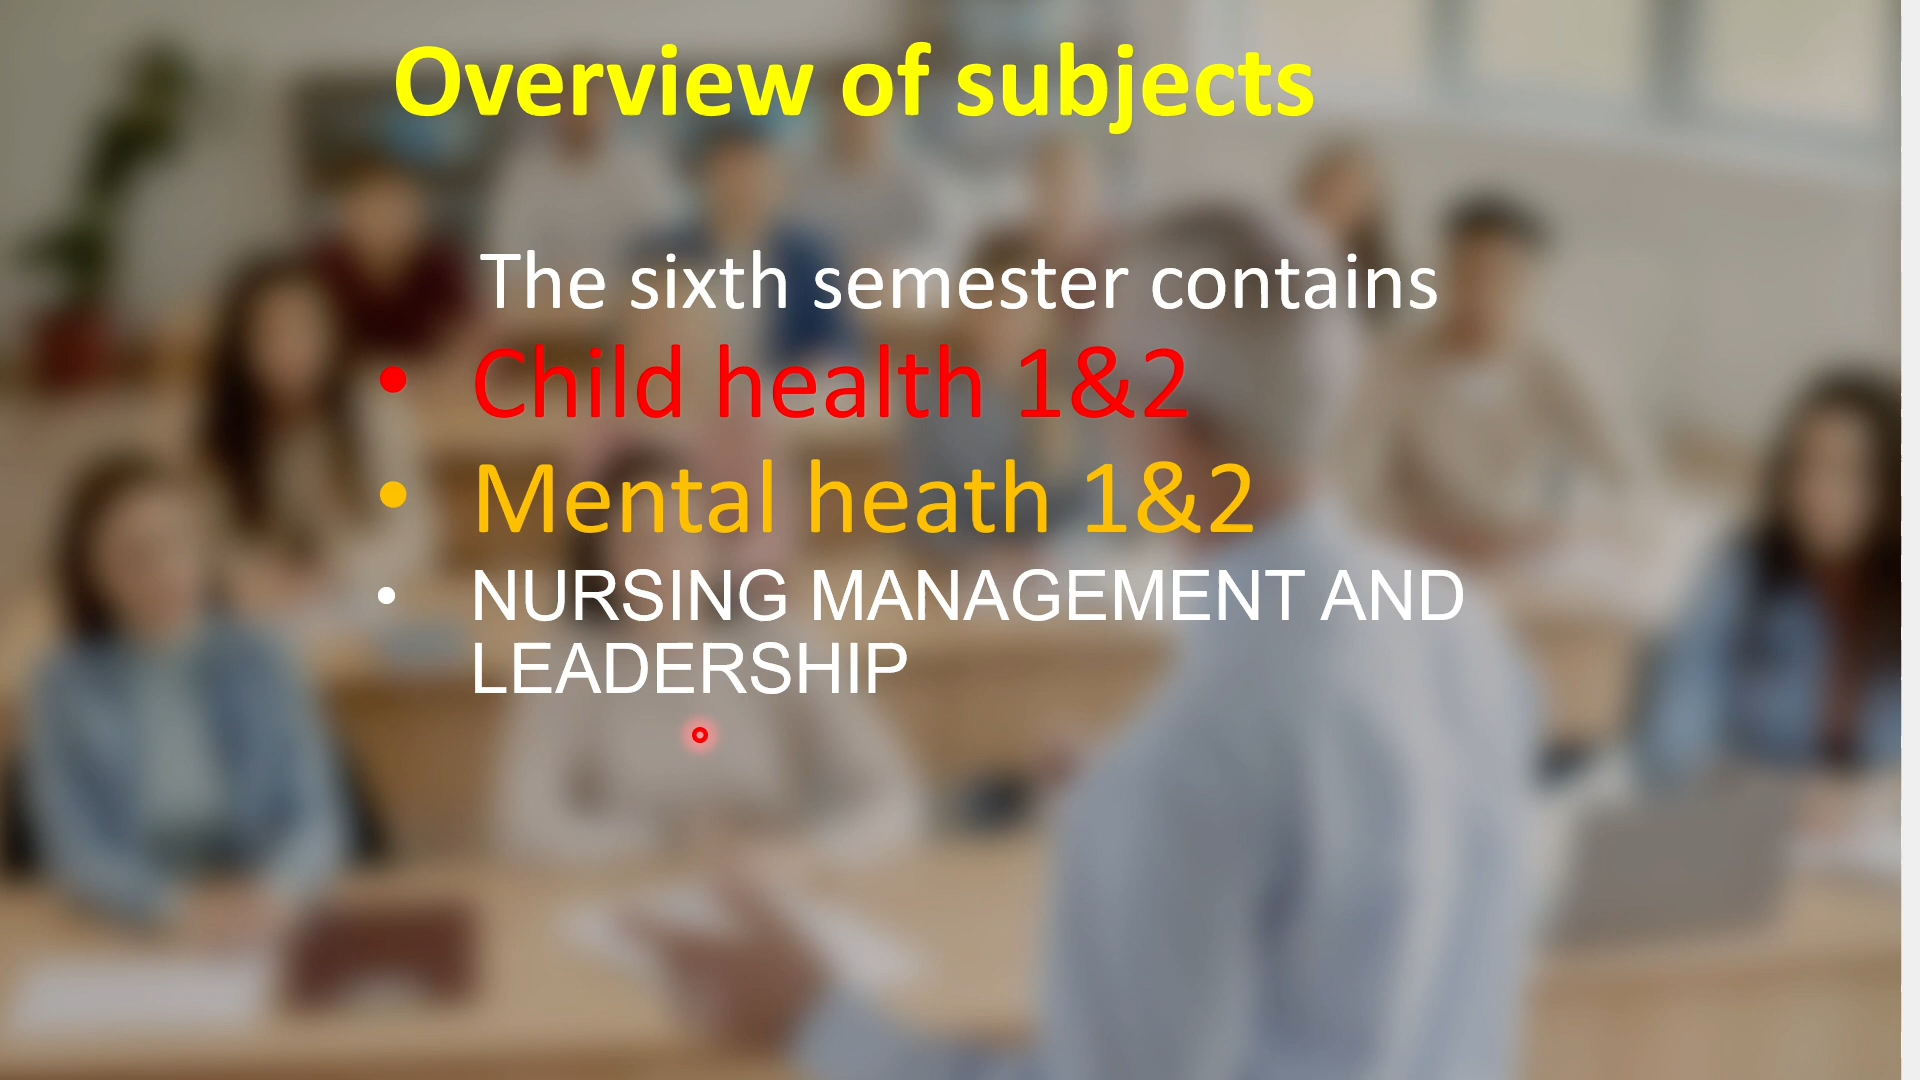 Overview of subjects
The sixth semester contains
• Child health 1&2
• Mental heath 1&2
• NURSING MANAGEMENT AND
LEADERSHIP